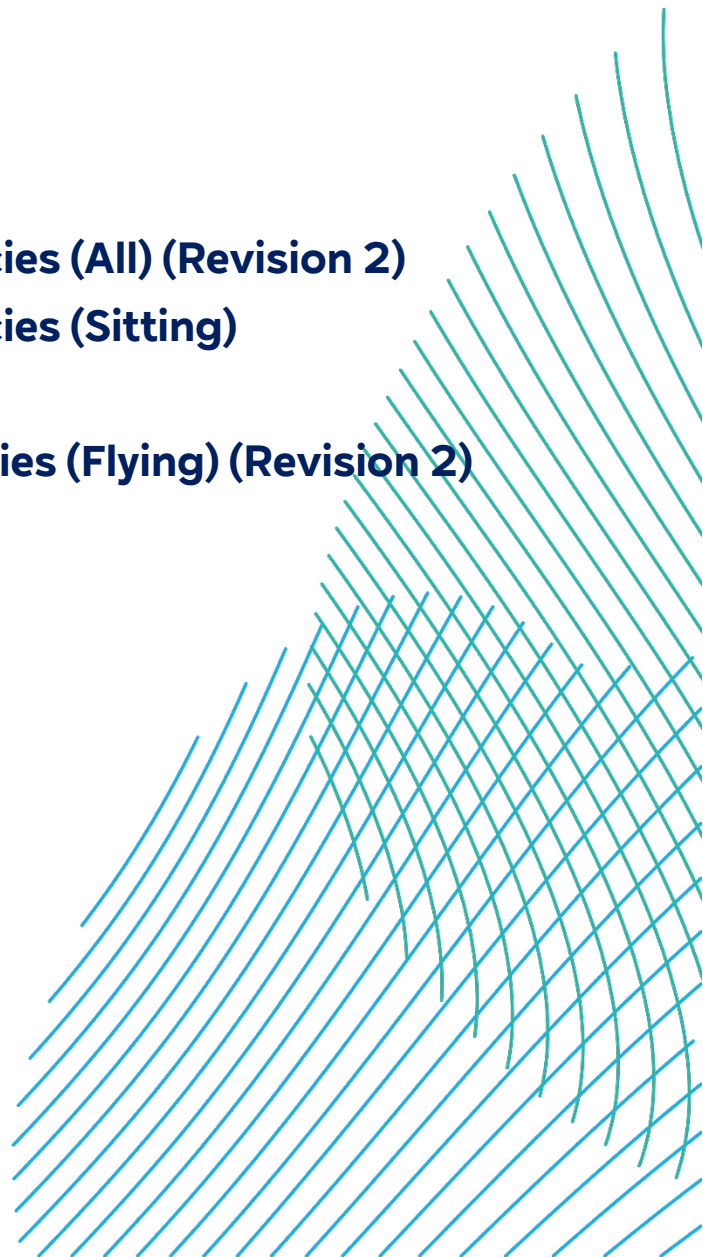 cies (All) (Revision 2)
cies (Sitting)
ies (Flying) (Revision 2)